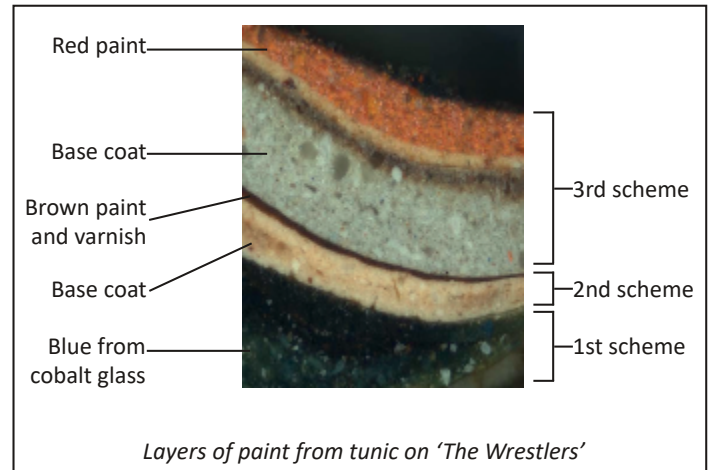 Red paint
Base coat
Brown paint
and varnish
Base coat
Blue from
cobalt glass
3rd scheme
2nd scheme
1st scheme
Layers of paint from tunic on ‘The Wrestlers’